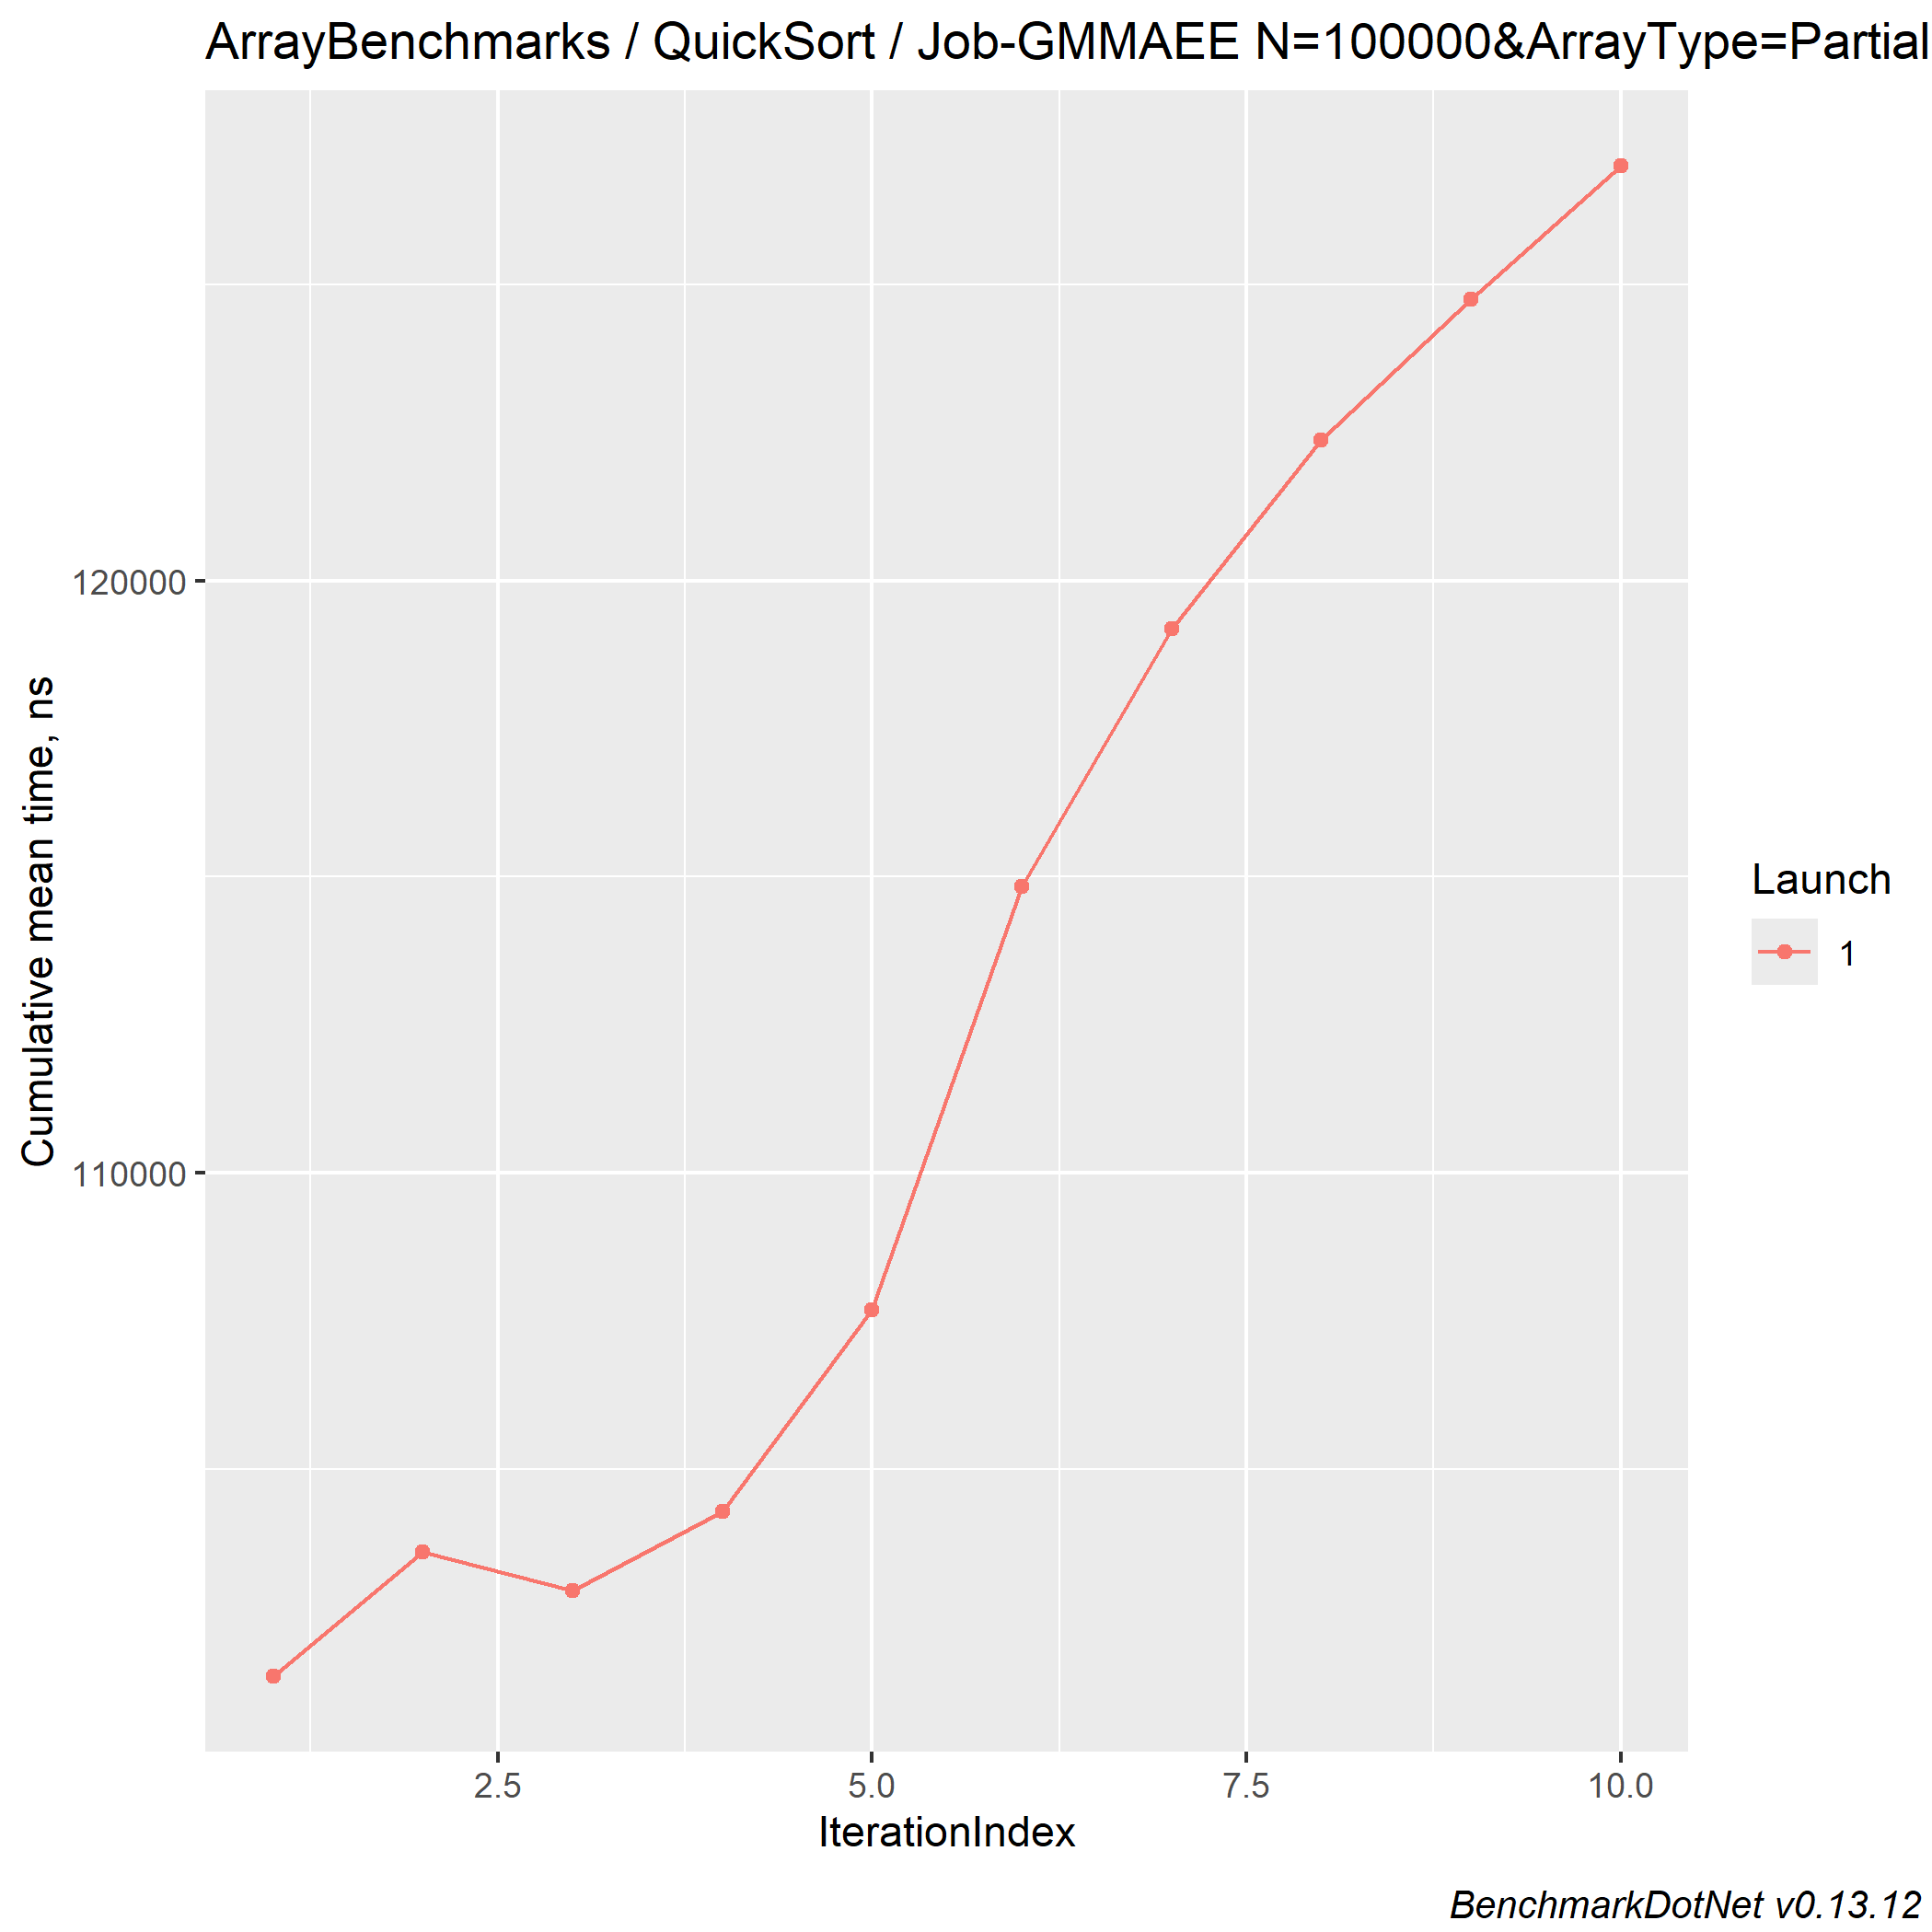 ArrayBenchmarks / QuickSort / Job-GMMAEE N=100000&ArrayType=Partial
Cumulative mean time, ns
120000
110000
2.5 5.0 7.5 10.0
IterationIndex
Launch
1
BenchmarkDotNet v0.13.12